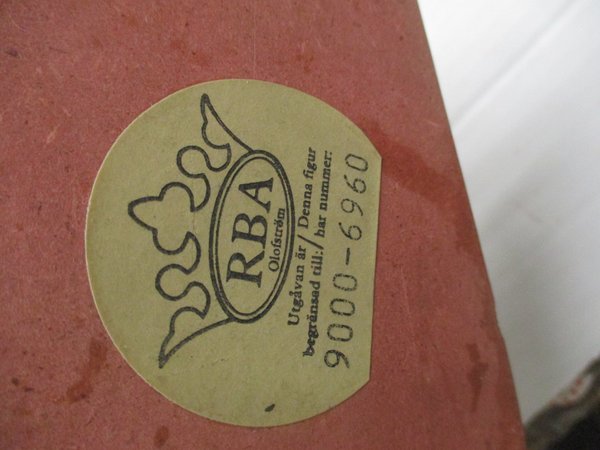 RBA
Olofström
Utgåvan är / Denna figur
begränsad till: / har nummer:
9000-6960